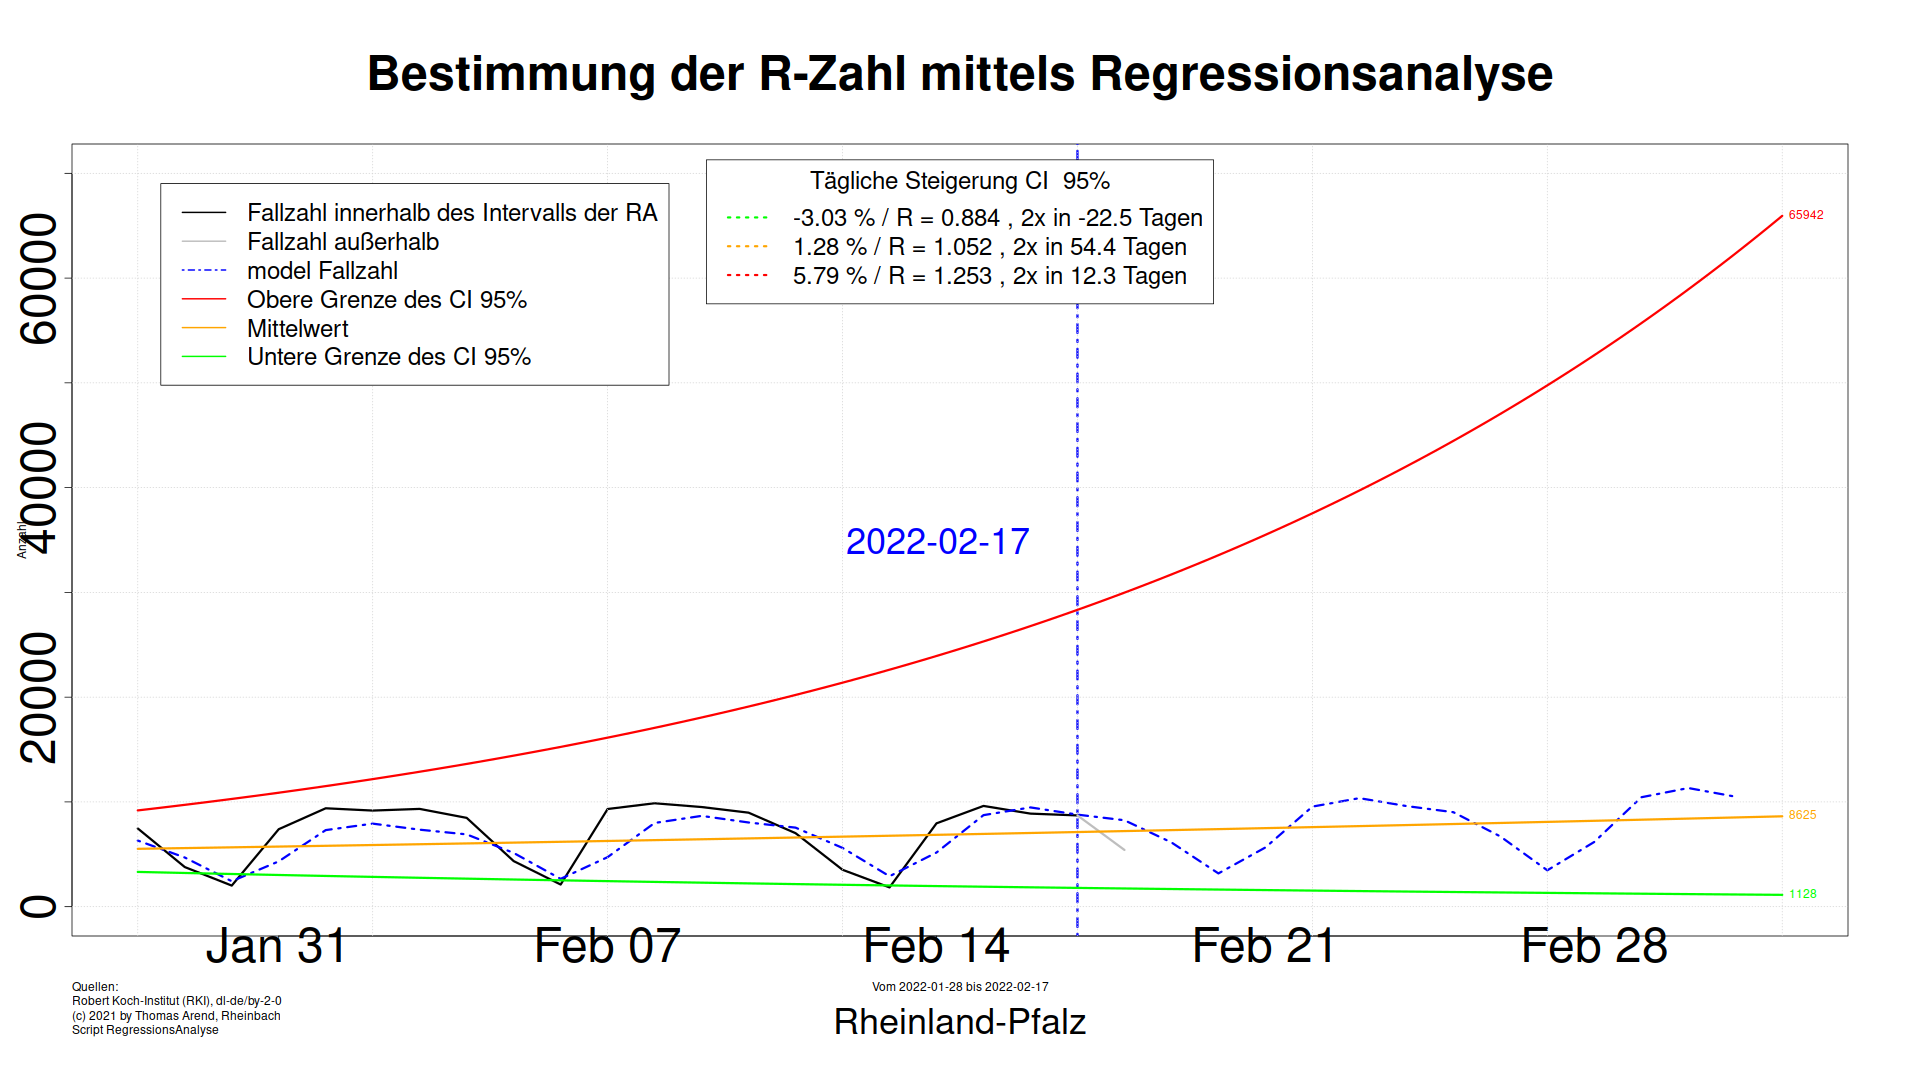 Bestimmung der R-Zahl mittels Regressionsanalyse
Fallzahl innerhalb des Intervalls der RA
Fallzahl außerhalb
model Fallzahl
Obere Grenze des CI 95%
Mittelwert
Untere Grenze des CI 95%
Tägliche Steigerung CI  95%
-3.03 % / R = 0.884 , 2x in -22.5 Tagen
1.28 % / R = 1.052 , 2x in 54.4 Tagen
5.79 % / R = 1.253 , 2x in 12.3 Tagen
65942
60000
40000
20000
0
Anzahl
2022-02-17
8625
1128
Jan 31
Feb 07
Feb 14
Feb 21
Feb 28
Quellen:
Robert Koch-Institut (RKI), dl-de/by-2-0
(c) 2021 by Thomas Arend, Rheinbach
Script RegressionsAnalyse
Vom 2022-01-28 bis 2022-02-17
Rheinland-Pfalz